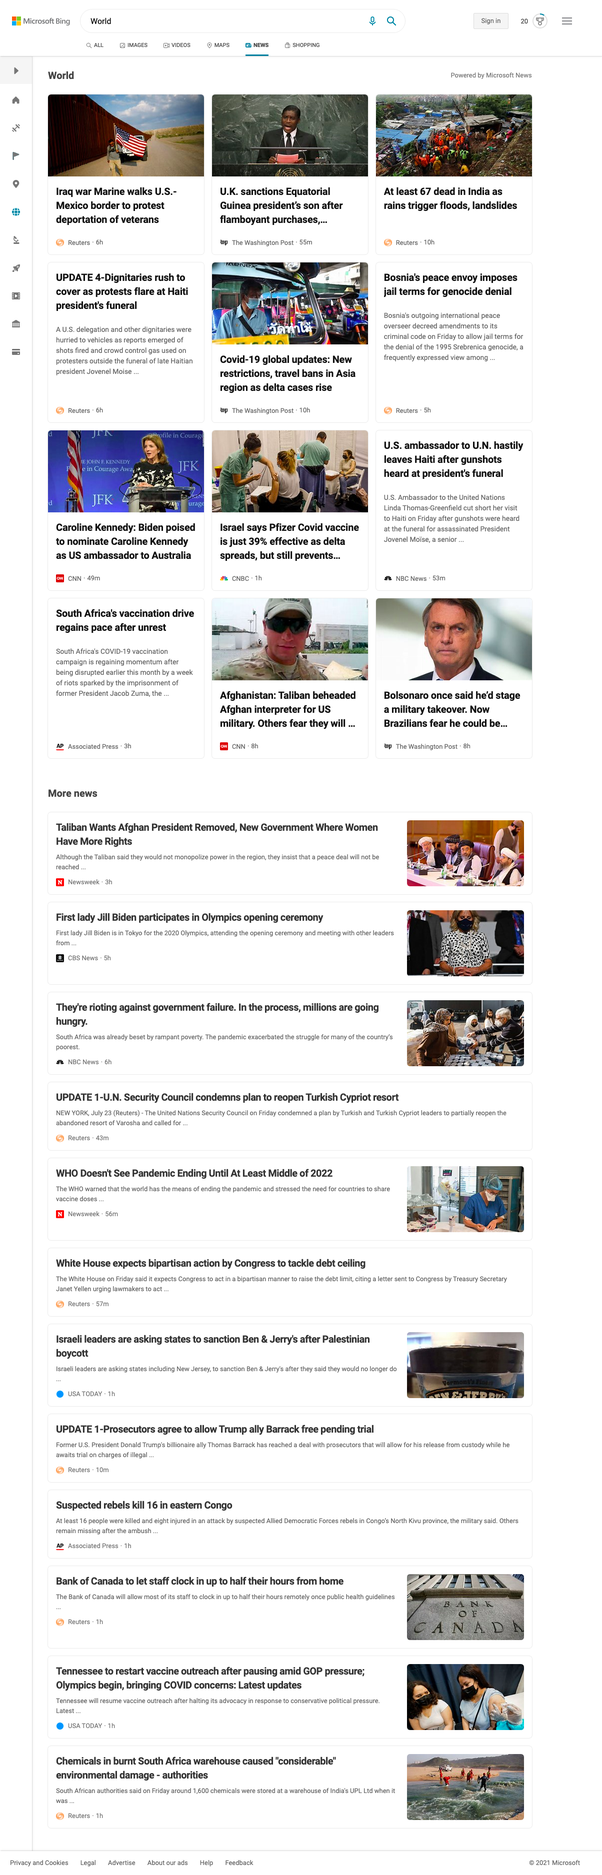 Microsoft Bing
World
Sign in
20
ALL
IMAGES
VIDEOS
MAPS
NEWS
SHOPPING
World
Powered by Microsoft News
Iraq war Marine walks U.S.-
Mexico border to protest
deportation of veterans
Reuters · 6h
U.K. sanctions Equatorial
Guinea president's son after
flamboyant purchases,...
wp The Washington Post · 55m
At least 67 dead in India as
rains trigger floods, landslides
Reuters · 10h
UPDATE 4-Dignitaries rush to
cover as protests flare at Haiti
president's funeral
A U.S. delegation and other dignitaries were
hurried to vehicles as reports emerged of
shots fired and crowd control gas used on
protesters outside the funeral of late Haitian
president Jovenel Moise ...
Reuters · 6h
Covid-19 global updates: New
restrictions, travel bans in Asia
region as delta cases rise
wp The Washington Post · 10h
Bosnia's peace envoy imposes
jail terms for genocide denial
Bosnia's outgoing international peace
overseer decreed amendments to its
criminal code on Friday to allow jail terms for
the denial of the 1995 Srebrenica genocide, a
frequently expressed view among ...
Reuters · 5h
JFK
JFK
Caroline Kennedy: Biden poised
to nominate Caroline Kennedy
as US ambassador to Australia
CNN · 49m
Israel says Pfizer Covid vaccine
is just 39% effective as delta
spreads, but still prevents...
CNBC · 1h
U.S. ambassador to U.N. hastily
leaves Haiti after gunshots
heard at president's funeral
U.S. Ambassador to the United Nations
Linda Thomas-Greenfield cut short her visit
to Haiti on Friday after gunshots were heard
at the funeral for assassinated President
Jovenel Moïse, a senior ...
NBC News · 53m
South Africa's vaccination drive
regains pace after unrest
South Africa's COVID-19 vaccination
campaign is regaining momentum after
being disrupted earlier this month by a week
of riots sparked by the imprisonment of
former President Jacob Zuma, the ...
AP Associated Press · 3h
Afghanistan: Taliban beheaded
Afghan interpreter for US
military. Others fear they will ...
CNN · 8h
Bolsonaro once said he'd stage
a military takeover. Now
Brazilians fear he could be...
wp The Washington Post · 8h
More news
Taliban Wants Afghan President Removed, New Government Where Women
Have More Rights
Although the Taliban said they would not monopolize power in the region, they insist that a peace deal will not be
reached ...
N Newsweek · 3h
First lady Jill Biden participates in Olympics opening ceremony
First lady Jill Biden is in Tokyo for the 2020 Olympics, attending the opening ceremony and meeting with other leaders
from ...
CBS News · 5h
They're rioting against government failure. In the process, millions are going
hungry.
South Africa was already beset by rampant poverty. The pandemic exacerbated the struggle for many of the country's
poorest.
NBC News · 6h
UPDATE 1-U.N. Security Council condemns plan to reopen Turkish Cypriot resort
NEW YORK, July 23 (Reuters) - The United Nations Security Council on Friday condemned a plan by Turkish and Turkish Cypriot leaders to partially reopen the
abandoned resort of Varosha and called for ...
Reuters · 43m
WHO Doesn't See Pandemic Ending Until At Least Middle of 2022
The WHO warned that the world has the means of ending the pandemic and stressed the need for countries to share
vaccine doses ...
N Newsweek · 56m
White House expects bipartisan action by Congress to tackle debt ceiling
The White House on Friday said it expects Congress to act in a bipartisan manner to raise the debt limit, citing a letter sent to Congress by Treasury Secretary
Janet Yellen urging lawmakers to act ...
Reuters · 57m
Israeli leaders are asking states to sanction Ben & Jerry's after Palestinian
boycott
Israeli leaders are asking states including New Jersey, to sanction Ben & Jerry's after they said they would no longer do
...
USA TODAY · 1h
BEN & JERRY'S
UPDATE 1-Prosecutors agree to allow Trump ally Barrack free pending trial
Former U.S. President Donald Trump's billionaire ally Thomas Barrack has reached a deal with prosecutors that will allow for his release from custody while he
awaits trial on charges of illegal ...
Reuters · 10m
Suspected rebels kill 16 in eastern Congo
At least 16 people were killed and eight injured in an attack by suspected Allied Democratic Forces rebels in Congo's North Kivu province, the military said. Others
remain missing after the ambush ...
AP Associated Press · 1h
Bank of Canada to let staff clock in up to half their hours from home
The Bank of Canada will allow most of its staff to clock in up to half their hours remotely once public health guidelines
...
Reuters · 1h
BANK
OF
CANADA
Tennessee to restart vaccine outreach after pausing amid GOP pressure;
Olympics begin, bringing COVID concerns: Latest updates
Tennessee will resume vaccine outreach after halting its advocacy in response to conservative political pressure.
Latest ...
USA TODAY · 1h
Chemicals in burnt South Africa warehouse caused "considerable"
environmental damage - authorities
South African authorities said on Friday around 1,600 chemicals were stored at a warehouse of India's UPL Ltd when it
was ...
Reuters · 1h
Privacy and Cookies
Legal
Advertise
About our ads
Help
Feedback
© 2021 Microsoft